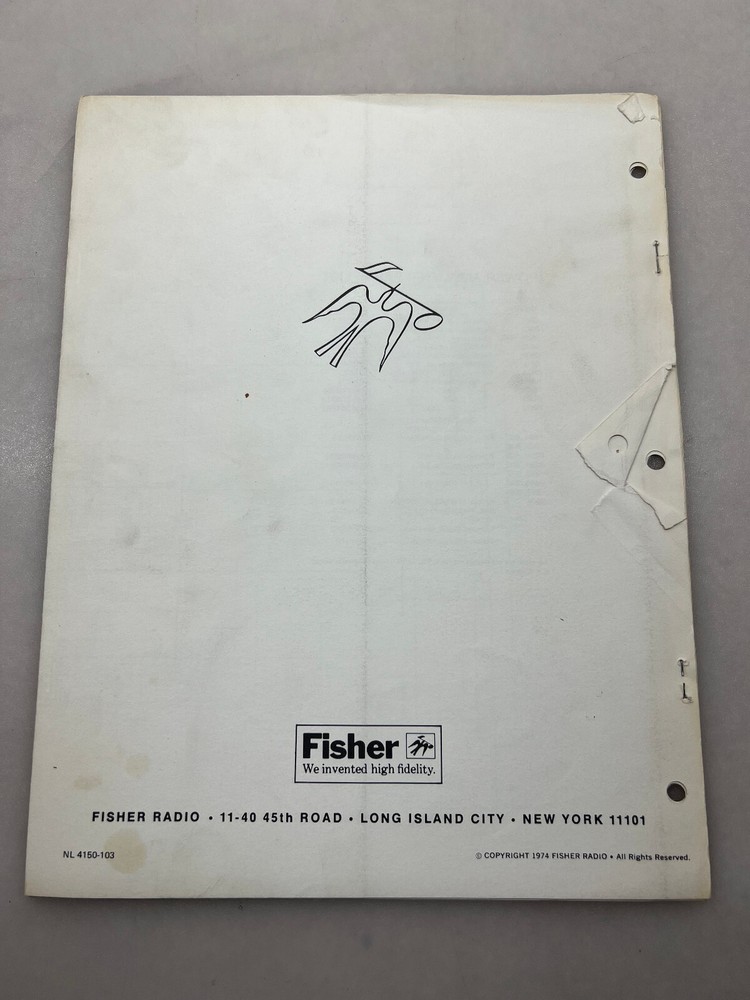 Fisher
We invented high fidelity.
FISHER RADIO • 11-40 45th ROAD • LONG ISLAND CITY • NEW YORK 11101
NL 4150-103
© COPYRIGHT 1974 FISHER RADIO • All Rights Reserved.